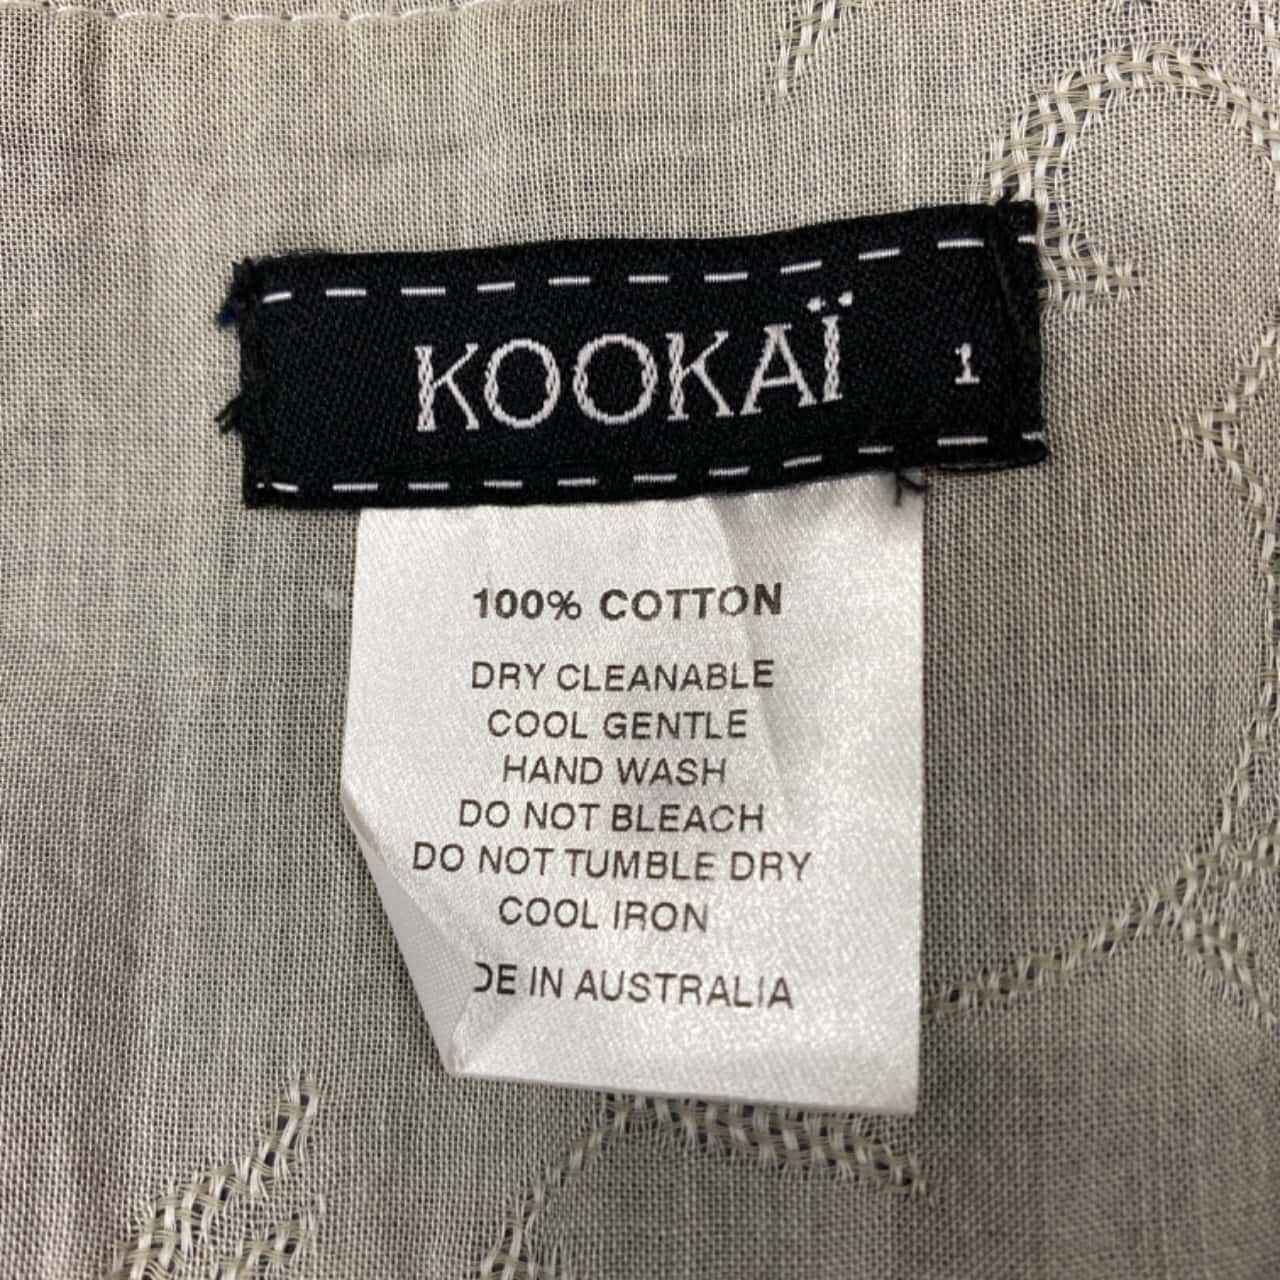 KOOKAÏ 1
100% COTTON
DRY CLEANABLE
COOL GENTLE
HAND WASH
DO NOT BLEACH
DO NOT TUMBLE DRY
COOL IRON
DE IN AUSTRALIA